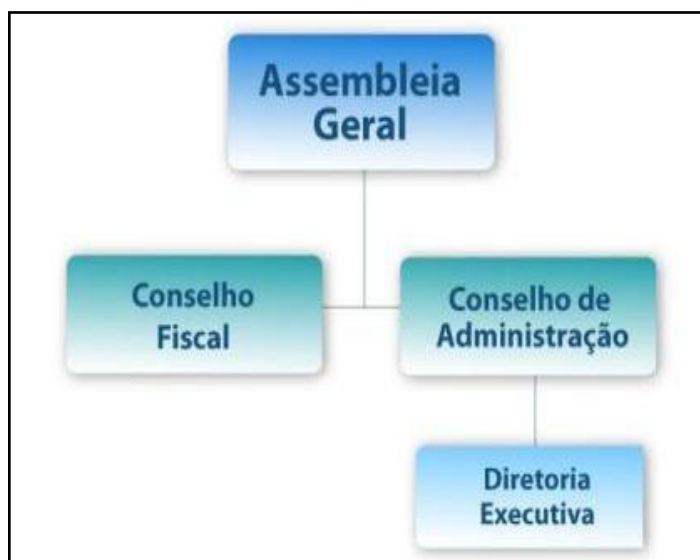 Assembleia
Geral
Conselho
Fiscal
Conselho de
Administração
Diretoria
Executiva